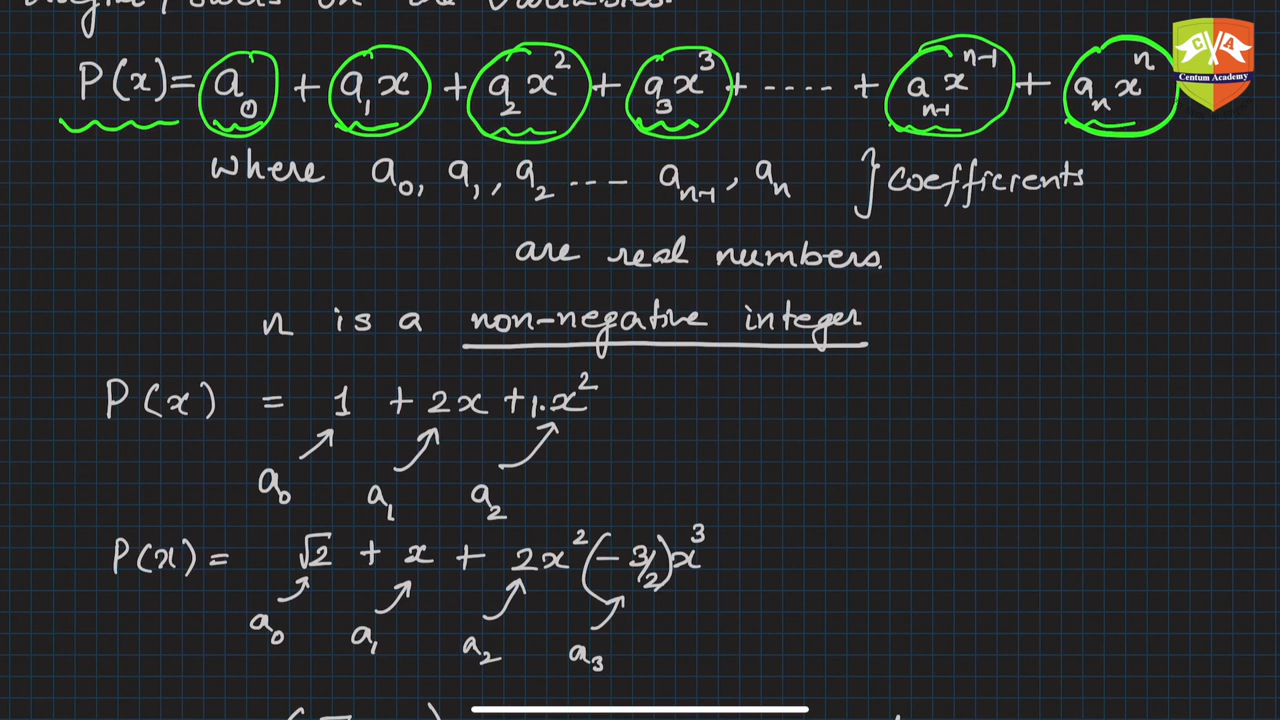 P(x) = a₀ + a₁x + a₂x² + a₃x³ + ..... + aₙ₋₁xⁿ⁻¹ + aₙxⁿ
CVA
Centum Academy
where a₀, a₁, a₂ ---- aₙ₋₁, aₙ } coefficients
are real numbers.
n is a non-negative integer
P(x) = 1 + 2x + 1.x²
a₀ a₁ a₂
P(x) = √2 + x + 2x² (- 3/2)x³
a₀ a₁ a₂ a₃